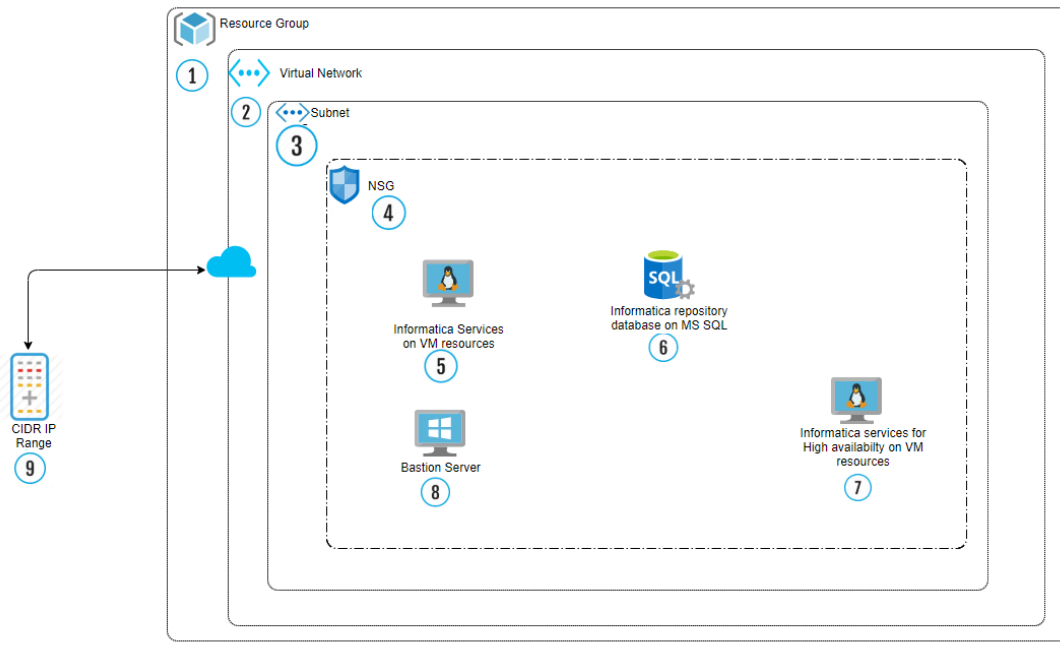 Resource Group
1
Virtual Network
2
Subnet
3
NSG
4
SQL
Informatica Services
on VM resources
5
Informatica repository
database on MS SQL
6
Informatica services for
High availabilty on VM
resources
7
Bastion Server
8
CIDR IP
Range
9